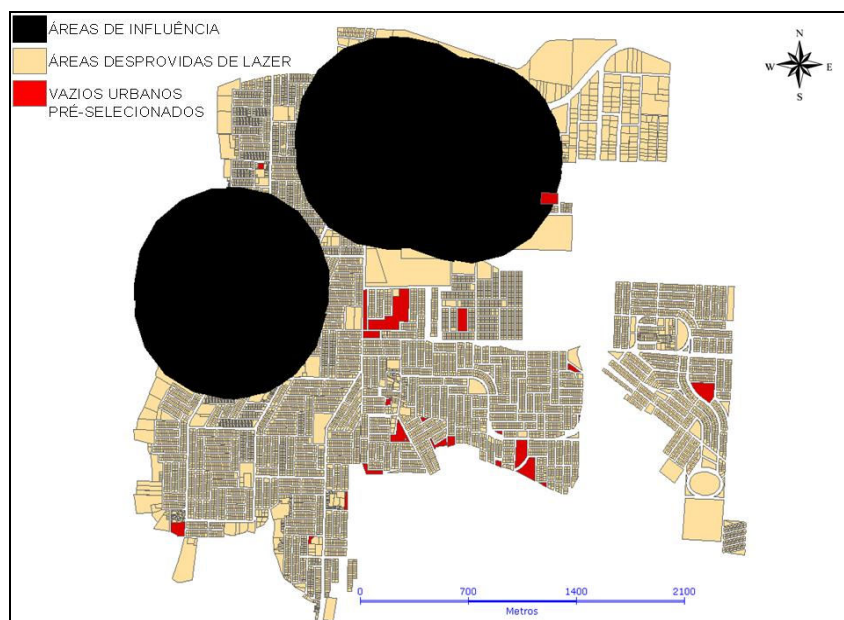 ÁREAS DE INFLUÊNCIA
ÁREAS DESPROVIDAS DE LAZER
VAZIOS URBANOS
PRÉ-SELECIONADOS
N
W E
S
0 700 1400 2100
Metros